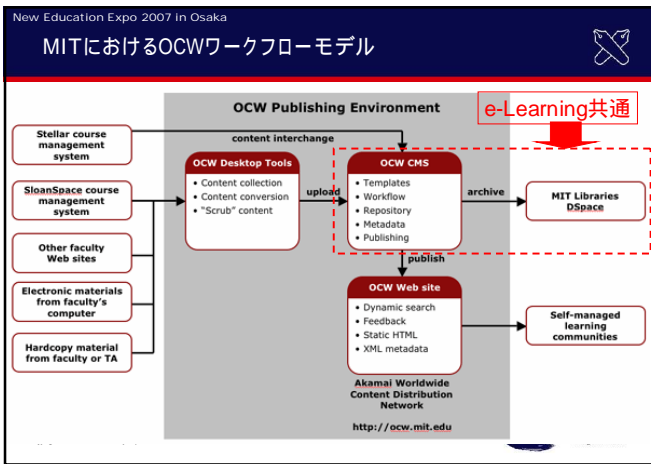 New Education Expo 2007 in Osaka
MITにおけるOCWワークフローモデル
e-Learning共通
OCW Publishing Environment
Stellar course
management
system
content interchange
OCW Desktop Tools
• Content collection
• Content conversion
• "Scrub" content
upload
OCW CMS
• Templates
• Workflow
• Repository
• Metadata
• Publishing
archive
MIT Libraries
DSpace
SloanSpace course
management
system
Other faculty
Web sites
Electronic materials
from faculty's
computer
Hardcopy material
from faculty or TA
publish
OCW Web site
• Dynamic search
• Feedback
• Static HTML
• XML metadata
Self-managed
learning
communities
Akamai Worldwide
Content Distribution
Network
http://ocw.mit.edu